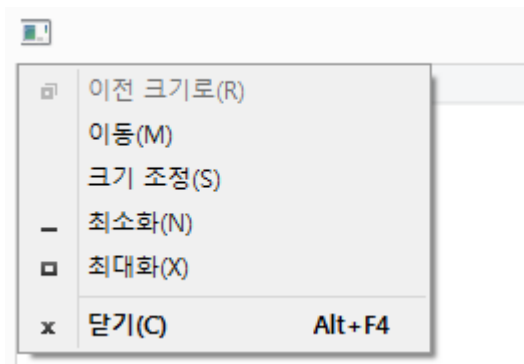 이전 크기로(R)
이동(M)
크기 조정(S)
최소화(N)
최대화(X)
닫기(C) Alt+F4